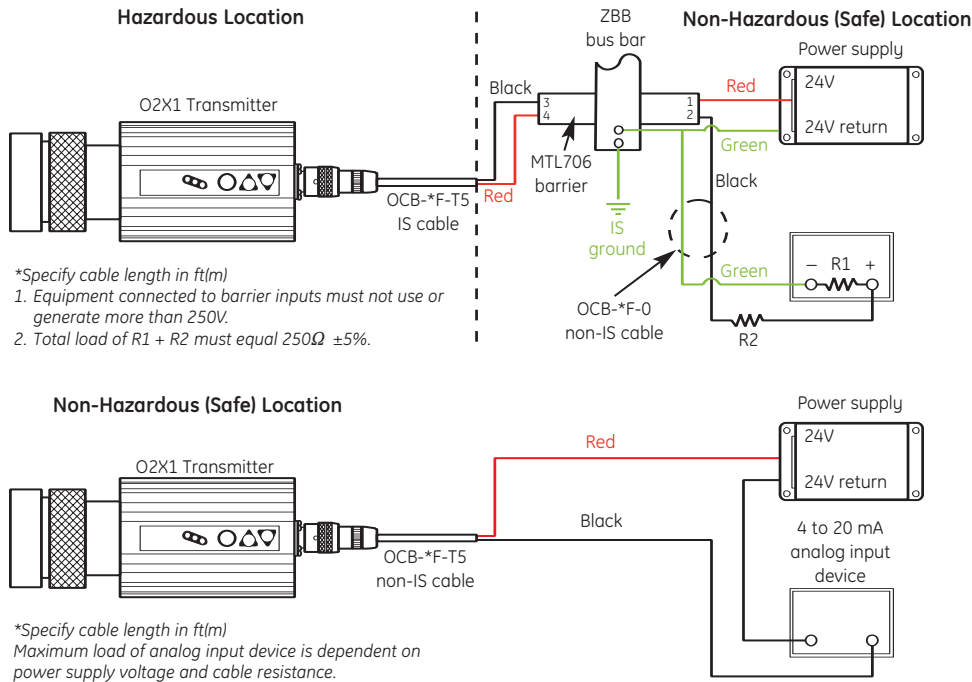 Hazardous Location
Non-Hazardous (Safe) Location
ZBB
bus bar
Power supply
24V
24V return
Red
Green
Black
O2X1 Transmitter
3
4
1
2
MTL706
barrier
Black
Red
OCB-*F-T5
IS cable
IS
ground
OCB-*F-0
non-IS cable
Green
– R1 +
R2
*Specify cable length in ft(m)
1. Equipment connected to barrier inputs must not use or
generate more than 250V.
2. Total load of R1 + R2 must equal 250Ω ±5%.
Non-Hazardous (Safe) Location
O2X1 Transmitter
OCB-*F-T5
non-IS cable
Red
Black
Power supply
24V
24V return
4 to 20 mA
analog input
device
*Specify cable length in ft(m)
Maximum load of analog input device is dependent on
power supply voltage and cable resistance.